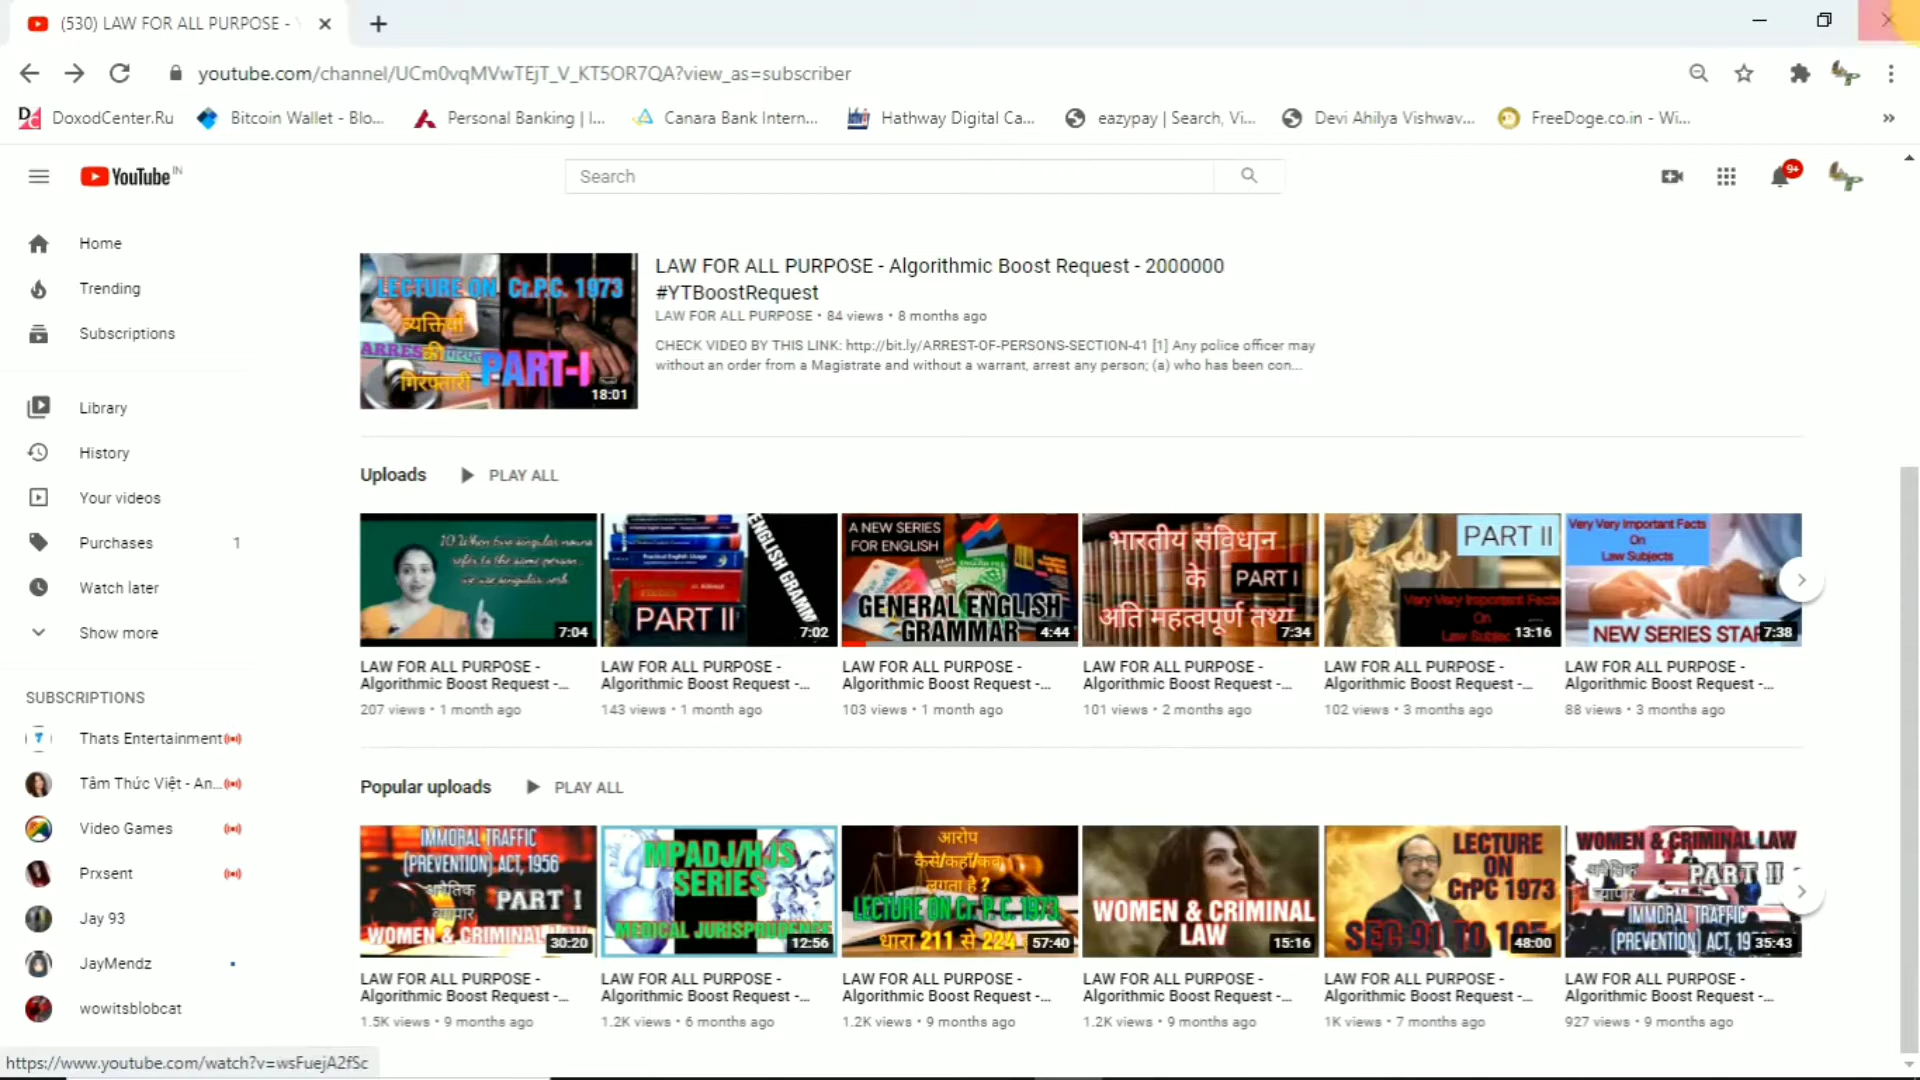 (530) LAW FOR ALL PURPOSE -
youtube.com/channel/UCm0vqMVwTEjT_V_KT5OR7QA?view_as=subscriber
DoxodCenter.Ru
Bitcoin Wallet - Blo...
Personal Banking | I...
Canara Bank Intern...
Hathway Digital Ca...
eazypay | Search, Vi...
Devi Ahilya Vishwav...
FreeDoge.co.in - Wi...
YouTube IN
Search
9+
Home
Trending
Subscriptions
Library
History
Your videos
Purchases 1
Watch later
Show more
SUBSCRIPTIONS
Thats Entertainment
Tâm Thức Việt - An...
Video Games
Prxsent
Jay 93
JayMendz
wowitsblobcat
LECTURE ON Cr.P.C. 1973
व्यक्तियों
ARREST की
PART-I
गिरफ्तारी
18:01
LAW FOR ALL PURPOSE - Algorithmic Boost Request - 2000000
#YTBoostRequest
LAW FOR ALL PURPOSE • 84 views • 8 months ago
CHECK VIDEO BY THIS LINK: http://bit.ly/ARREST-OF-PERSONS-SECTION-41 [1] Any police officer may
without an order from a Magistrate and without a warrant, arrest any person; (a) who has been con...
Uploads PLAY ALL
10. When two singular nouns
refer to the same person
we use singular verb
7:04
LAW FOR ALL PURPOSE -
Algorithmic Boost Request -...
207 views • 1 month ago
Practical English Usage
ENGLISH GRAMM
PART II
7:02
LAW FOR ALL PURPOSE -
Algorithmic Boost Request -...
143 views • 1 month ago
A NEW SERIES
FOR ENGLISH
GENERAL ENGLISH
GRAMMAR
4:44
LAW FOR ALL PURPOSE -
Algorithmic Boost Request -...
103 views • 1 month ago
भारतीय संविधान
के PART I
अति महत्वपूर्ण तथ्य
7:34
LAW FOR ALL PURPOSE -
Algorithmic Boost Request -...
101 views • 2 months ago
PART II
Very Very Important Facts
On
Law Subjec
13:16
LAW FOR ALL PURPOSE -
Algorithmic Boost Request -...
102 views • 3 months ago
Very Very Important Facts
On
Law Subjects
NEW SERIES STAR
7:38
LAW FOR ALL PURPOSE -
Algorithmic Boost Request -...
88 views • 3 months ago
Popular uploads PLAY ALL
IMMORAL TRAFFIC
(PREVENTION) ACT, 1956
अनैतिक
PART I
व्यापार
WOMEN & CRIMINAL
30:20
LAW FOR ALL PURPOSE -
Algorithmic Boost Request -...
1.5K views • 9 months ago
MPADJ/HJS
SERIES
MEDICAL JURISPRUDENCE
12:56
LAW FOR ALL PURPOSE -
Algorithmic Boost Request -...
1.2K views • 6 months ago
आरोप
कैसे/कहाँ/कब
लगता है ?
LECTURE ON Cr. P. C. 1973
धारा 211 से 224
57:40
LAW FOR ALL PURPOSE -
Algorithmic Boost Request -...
1.2K views • 9 months ago
WOMEN & CRIMINAL
LAW
15:16
LAW FOR ALL PURPOSE -
Algorithmic Boost Request -...
1.2K views • 9 months ago
LECTURE
ON
CrPC 1973
SEC 91 TO 105
48:00
LAW FOR ALL PURPOSE -
Algorithmic Boost Request -...
1K views • 7 months ago
WOMEN & CRIMINAL LAW
अनैतिक
PART II
व्यापार
IMMORAL TRAFFIC
(PREVENTION) ACT, 19
35:43
LAW FOR ALL PURPOSE -
Algorithmic Boost Request -...
927 views • 9 months ago
https://www.youtube.com/watch?v=wsFuejA2fSc